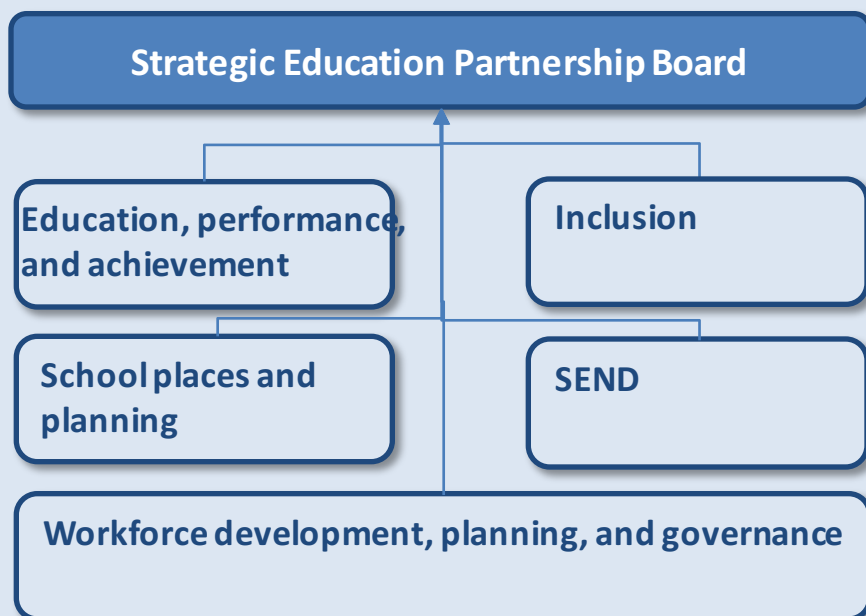 Strategic Education Partnership Board
Education, performance,
and achievement
Inclusion
School places and
planning
SEND
Workforce development, planning, and governance